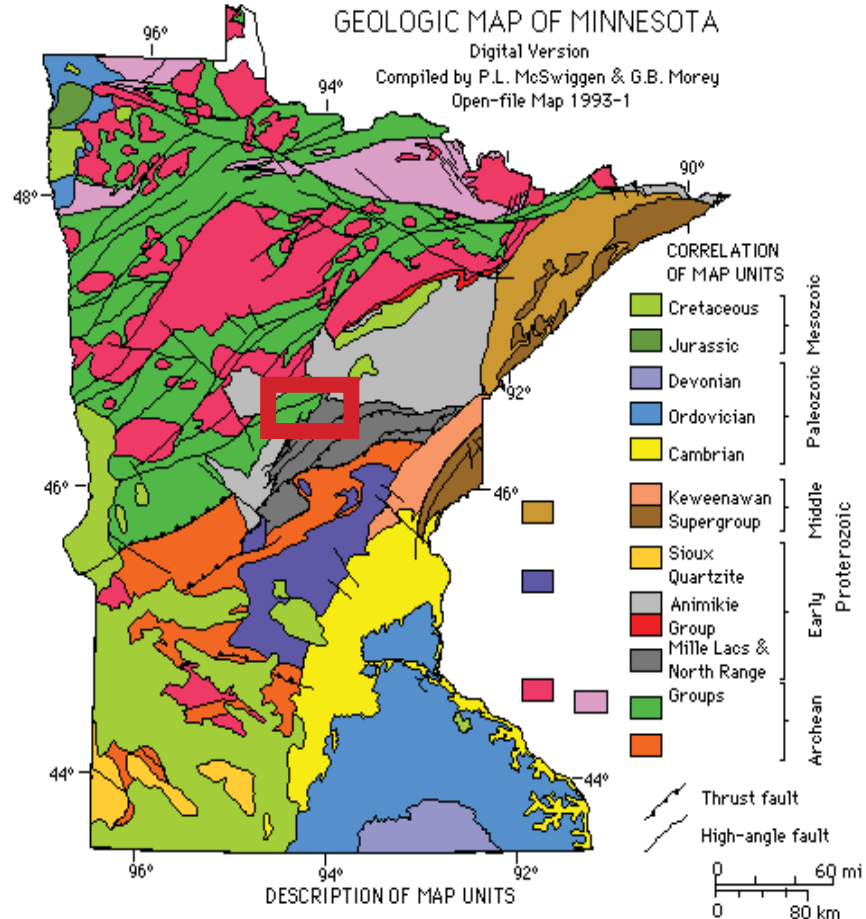 GEOLOGIC MAP OF MINNESOTA
Digital Version
Compiled by P.L. McSwiggen & G.B. Morey
Open-file Map 1993-1
96°
94°
90°
48°
CORRELATION
OF MAP UNITS
Cretaceous
Jurassic
Mesozoic
Devonian
Ordovician
Cambrian
Paleozoic
92°
46°
46°
Keweenawan
Supergroup
Middle
Sioux
Quartzite
Animikie
Group
Mille Lacs &
North Range
Groups
Early
Proterozoic
Archean
44°
44°
Thrust fault
High-angle fault
96°
94°
92°
0 60 mi
0 80 km
DESCRIPTION OF MAP UNITS